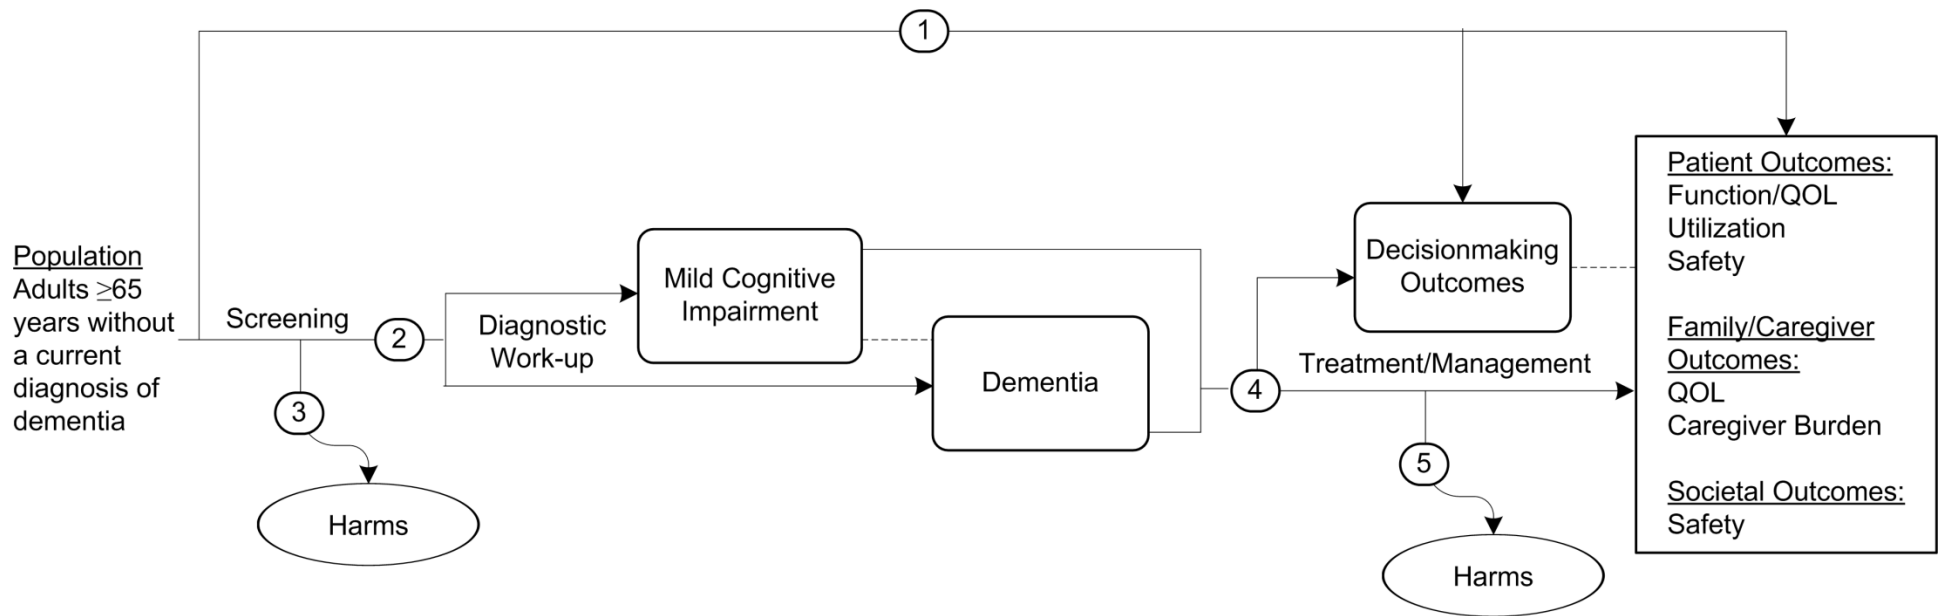 1
Population
Adults ≥65
years without
a current
diagnosis of
dementia
Screening
2
3
Harms
Diagnostic
Work-up
Mild Cognitive
Impairment
Dementia
4
Decisionmaking
Outcomes
Treatment/Management
5
Harms
Patient Outcomes:
Function/QOL
Utilization
Safety
Family/Caregiver
Outcomes:
QOL
Caregiver Burden
Societal Outcomes:
Safety